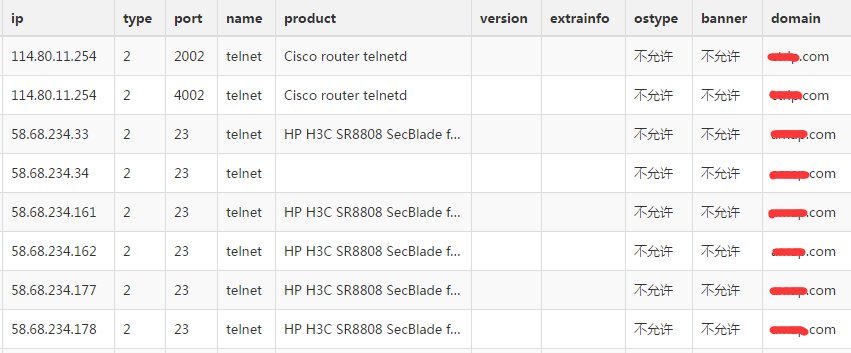 ip type port name product version extrainfo ostype banner domain
114.80.11.254 2 2002 telnet Cisco router telnetd 不允许 不允许 .com
114.80.11.254 2 4002 telnet Cisco router telnetd 不允许 不允许 .com
58.68.234.33 2 23 telnet HP H3C SR8808 SecBlade f... 不允许 不允许 .com
58.68.234.34 2 23 telnet 不允许 不允许 .com
58.68.234.161 2 23 telnet HP H3C SR8808 SecBlade f... 不允许 不允许 .com
58.68.234.162 2 23 telnet HP H3C SR8808 SecBlade f... 不允许 不允许 .com
58.68.234.177 2 23 telnet HP H3C SR8808 SecBlade f... 不允许 不允许 .com
58.68.234.178 2 23 telnet HP H3C SR8808 SecBlade f... 不允许 不允许 .com